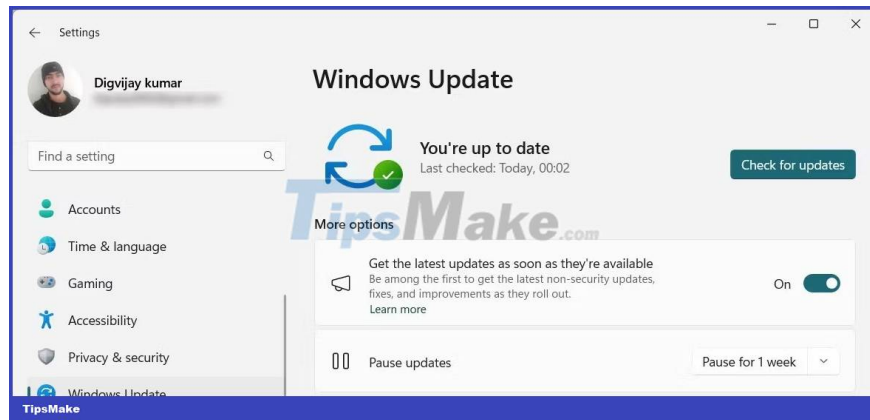 Settings
Digvijay kumar
Find a setting
Accounts
Time & language
Gaming
Accessibility
Privacy & security
Windows Update
Windows Update
You're up to date
Last checked: Today, 00:02
Check for updates
TipsMake.com
More options
Get the latest updates as soon as they're available
Be among the first to get the latest non-security updates,
fixes, and improvements as they roll out.
Learn more
On
Pause updates
Pause for 1 week
TipsMake